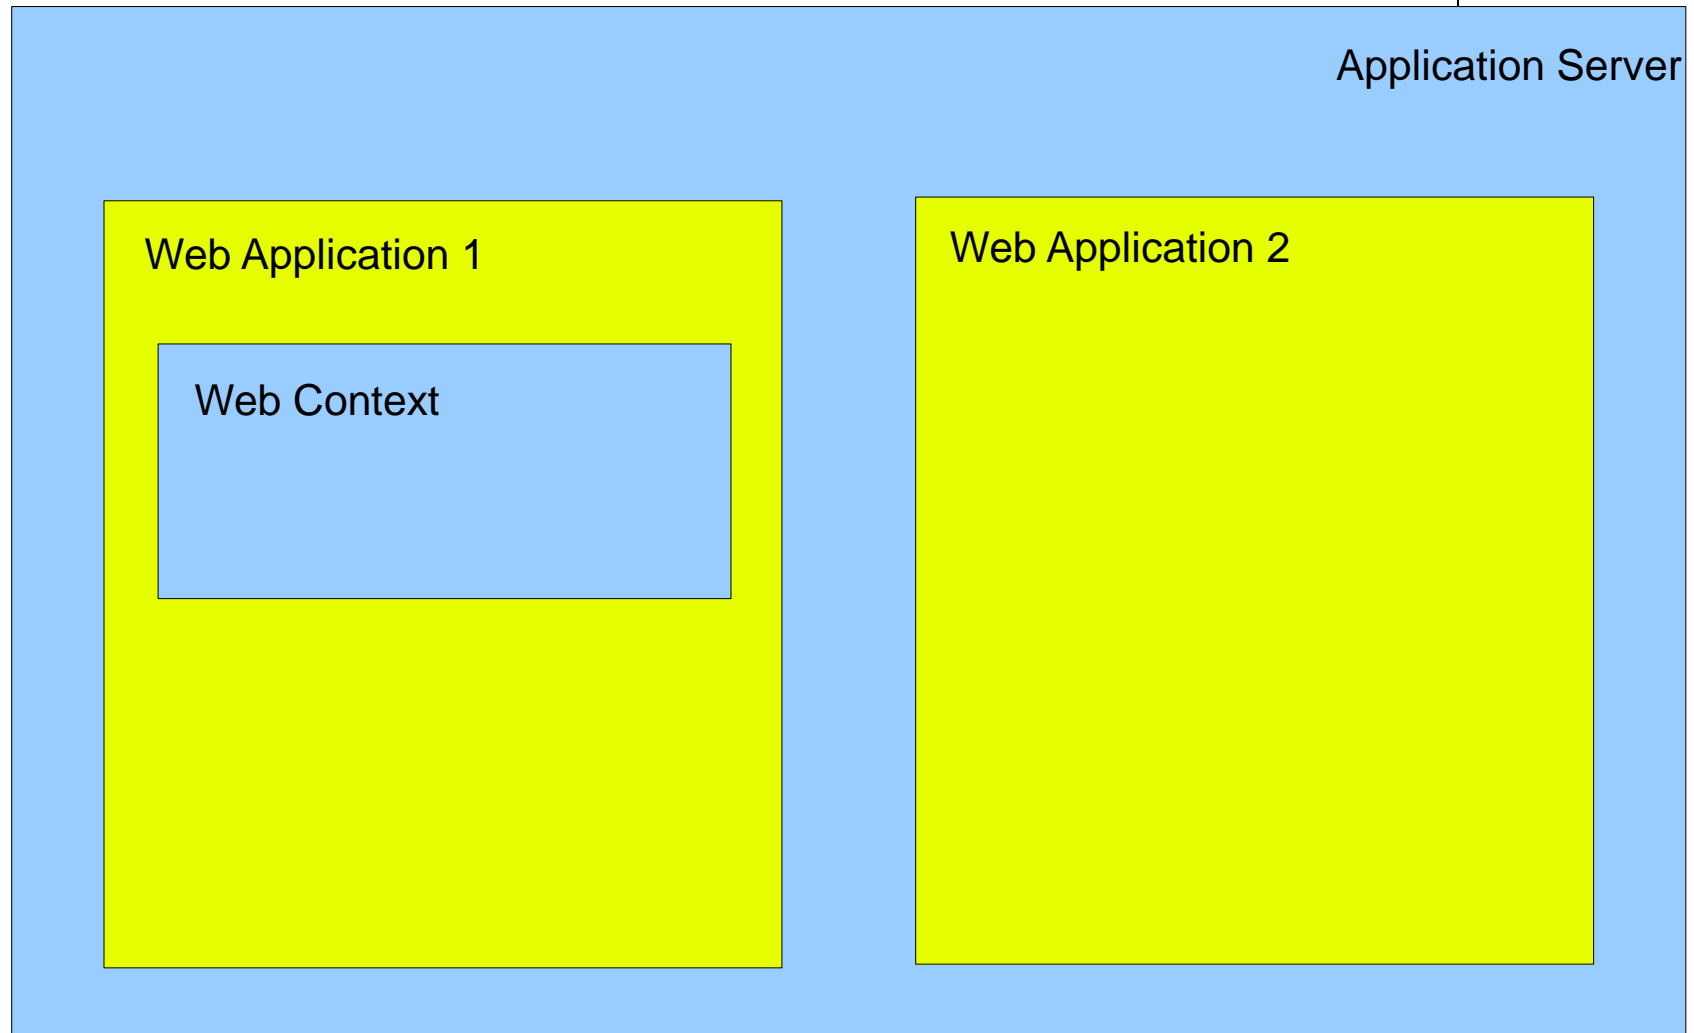 Application Server
Web Application 1
Web Context
Web Application 2